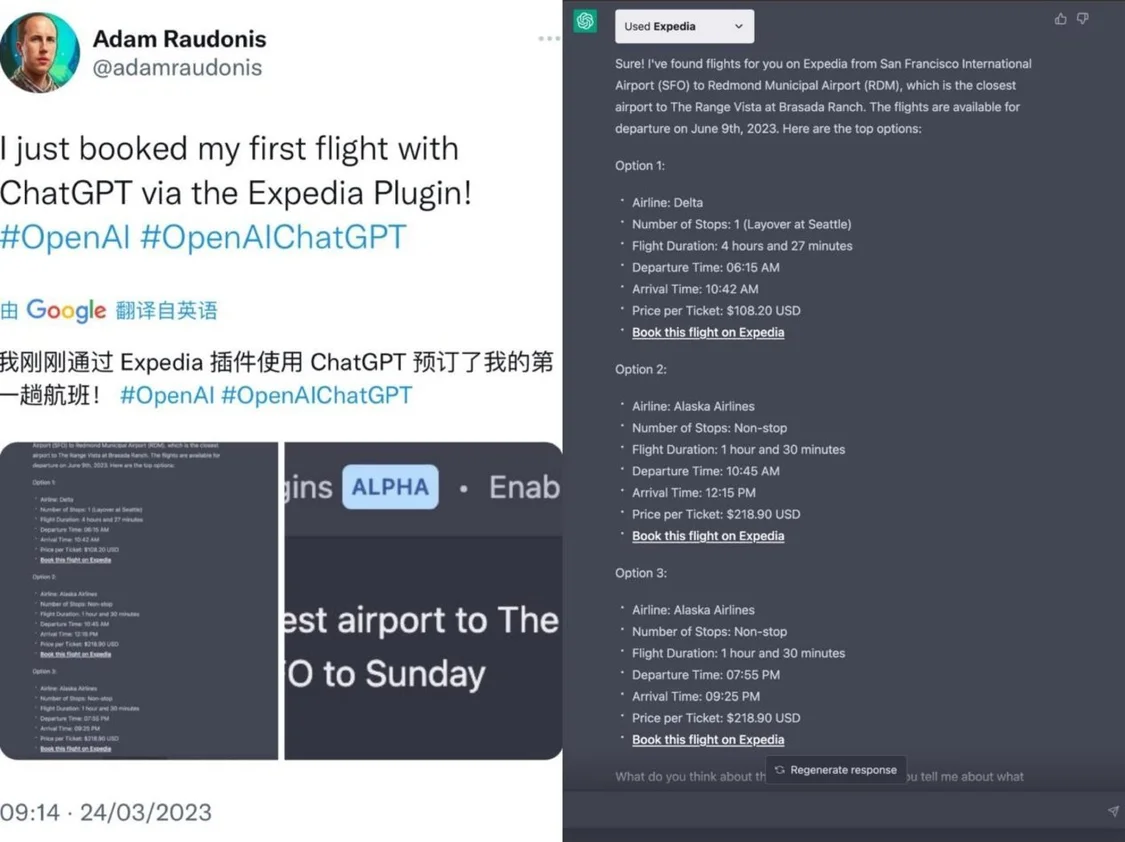 Adam Raudonis
@adamraudonis
I just booked my first flight with
ChatGPT via the Expedia Plugin!
#OpenAI #OpenAIChatGPT
由 Google 翻译自英语
我刚刚通过 Expedia 插件使用 ChatGPT 预订了我的第
一趟航班！ #OpenAI #OpenAIChatGPT
Airport (SFO) to Redmond Municipal Airport (RDM), which is the closest
airport to The Range Vista at Brasada Ranch. The flights are available for
departure on June 9th, 2023. Here are the top options:
Option 1:
Airline: Delta
Number of Stops: 1 (Layover at Seattle)
Flight Duration: 4 hours and 27 minutes
Departure Time: 06:15 AM
Arrival Time: 10:42 AM
Price per Ticket: $108.20 USD
Book this flight on Expedia
Option 2:
Airline: Alaska Airlines
Number of Stops: Non-stop
Flight Duration: 1 hour and 30 minutes
Departure Time: 10:45 AM
Arrival Time: 12:15 PM
Price per Ticket: $218.90 USD
Book this flight on Expedia
Option 3:
Airline: Alaska Airlines
Number of Stops: Non-stop
Flight Duration: 1 hour and 30 minutes
Departure Time: 07:55 PM
Arrival Time: 09:25 PM
Price per Ticket: $218.90 USD
Book this flight on Expedia
gins ALPHA • Enab
est airport to The
FO to Sunday
09:14 · 24/03/2023
Used Expedia
Sure! I've found flights for you on Expedia from San Francisco International
Airport (SFO) to Redmond Municipal Airport (RDM), which is the closest
airport to The Range Vista at Brasada Ranch. The flights are available for
departure on June 9th, 2023. Here are the top options:
Option 1:
Airline: Delta
Number of Stops: 1 (Layover at Seattle)
Flight Duration: 4 hours and 27 minutes
Departure Time: 06:15 AM
Arrival Time: 10:42 AM
Price per Ticket: $108.20 USD
Book this flight on Expedia
Option 2:
Airline: Alaska Airlines
Number of Stops: Non-stop
Flight Duration: 1 hour and 30 minutes
Departure Time: 10:45 AM
Arrival Time: 12:15 PM
Price per Ticket: $218.90 USD
Book this flight on Expedia
Option 3:
Airline: Alaska Airlines
Number of Stops: Non-stop
Flight Duration: 1 hour and 30 minutes
Departure Time: 07:55 PM
Arrival Time: 09:25 PM
Price per Ticket: $218.90 USD
Book this flight on Expedia
What do you think about th
Regenerate response
ou tell me about what